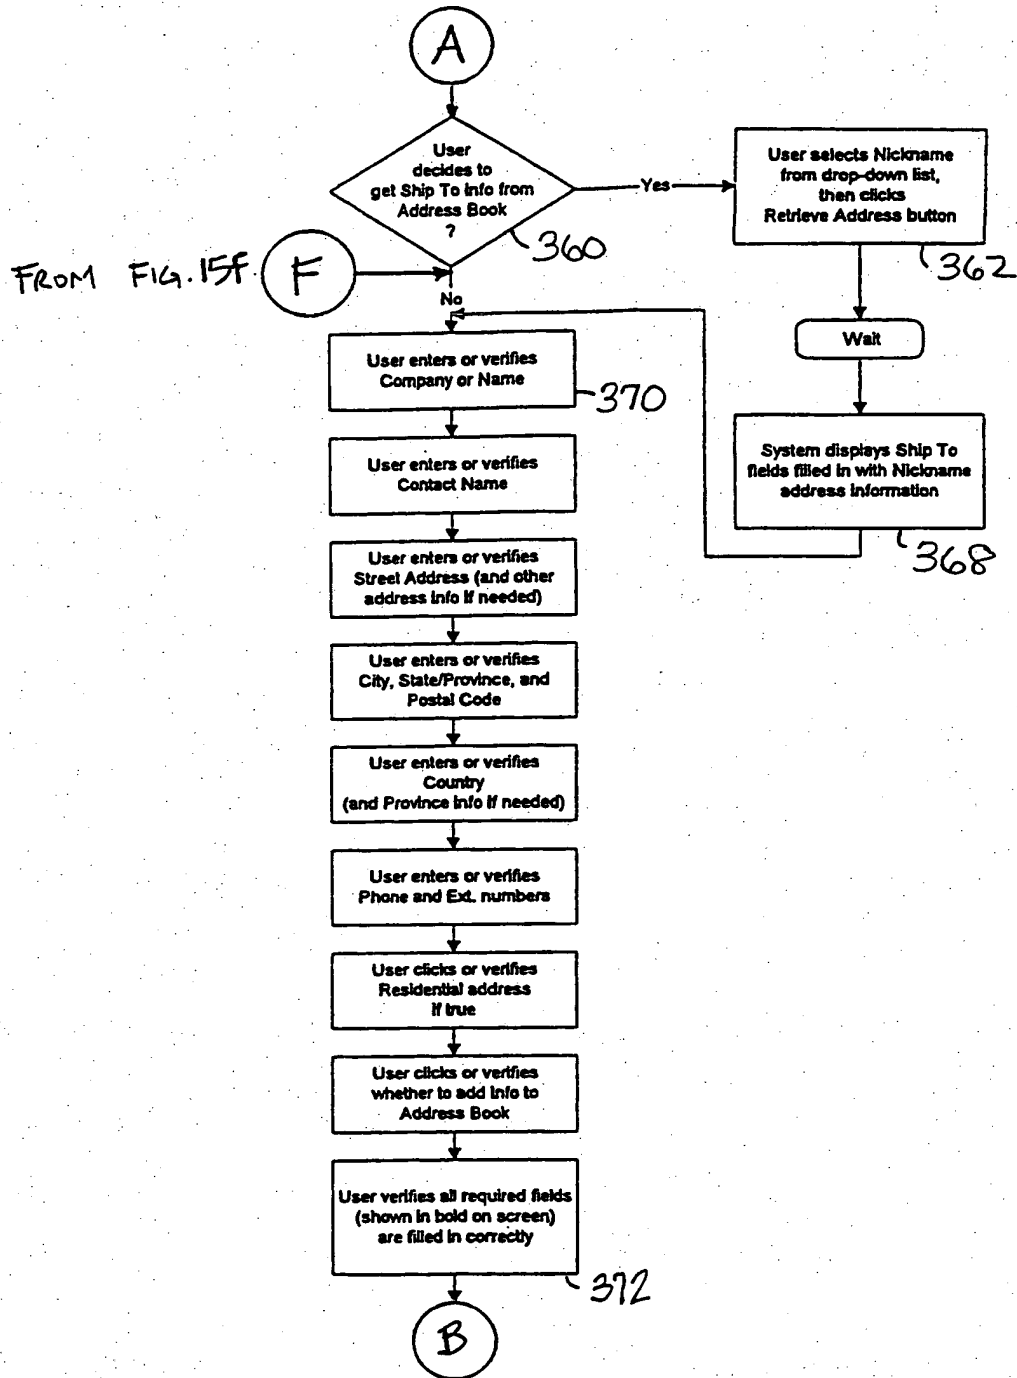 A
User
decides to
get Ship To Info from
Address Book
?
360
Yes
User selects Nickname
from drop-down list,
then clicks
Retrieve Address button
362
FROM FIG. 15f
F
No
Wait
User enters or verifies
Company or Name
370
System displays Ship To
fields filled in with Nickname
address information
368
User enters or verifies
Contact Name
User enters or verifies
Street Address (and other
address info if needed)
User enters or verifies
City, State/Province, and
Postal Code
User enters or verifies
Country
(and Province info if needed)
User enters or verifies
Phone and Ext. numbers
User clicks or verifies
Residential address
if true
User clicks or verifies
whether to add info to
Address Book
User verifies all required fields
(shown in bold on screen)
are filled in correctly
372
B